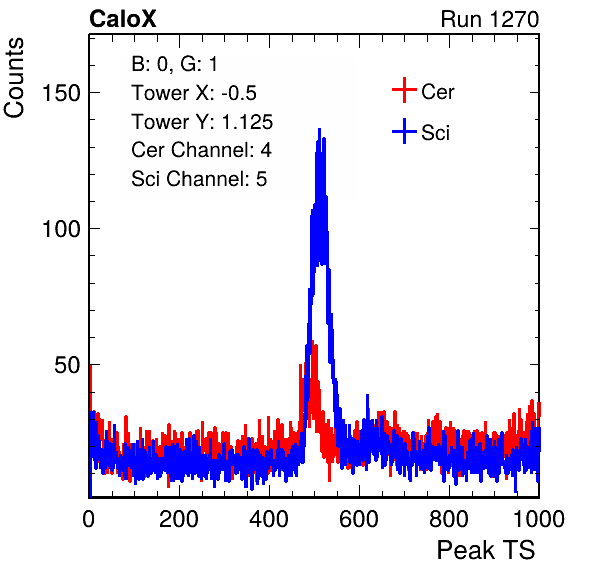 CaloX Run 1270
Counts
B: 0, G: 1
Tower X: -0.5
Tower Y: 1.125
Cer Channel: 4
Sci Channel: 5
Cer
Sci
150
100
50
0 200 400 600 800 1000
Peak TS